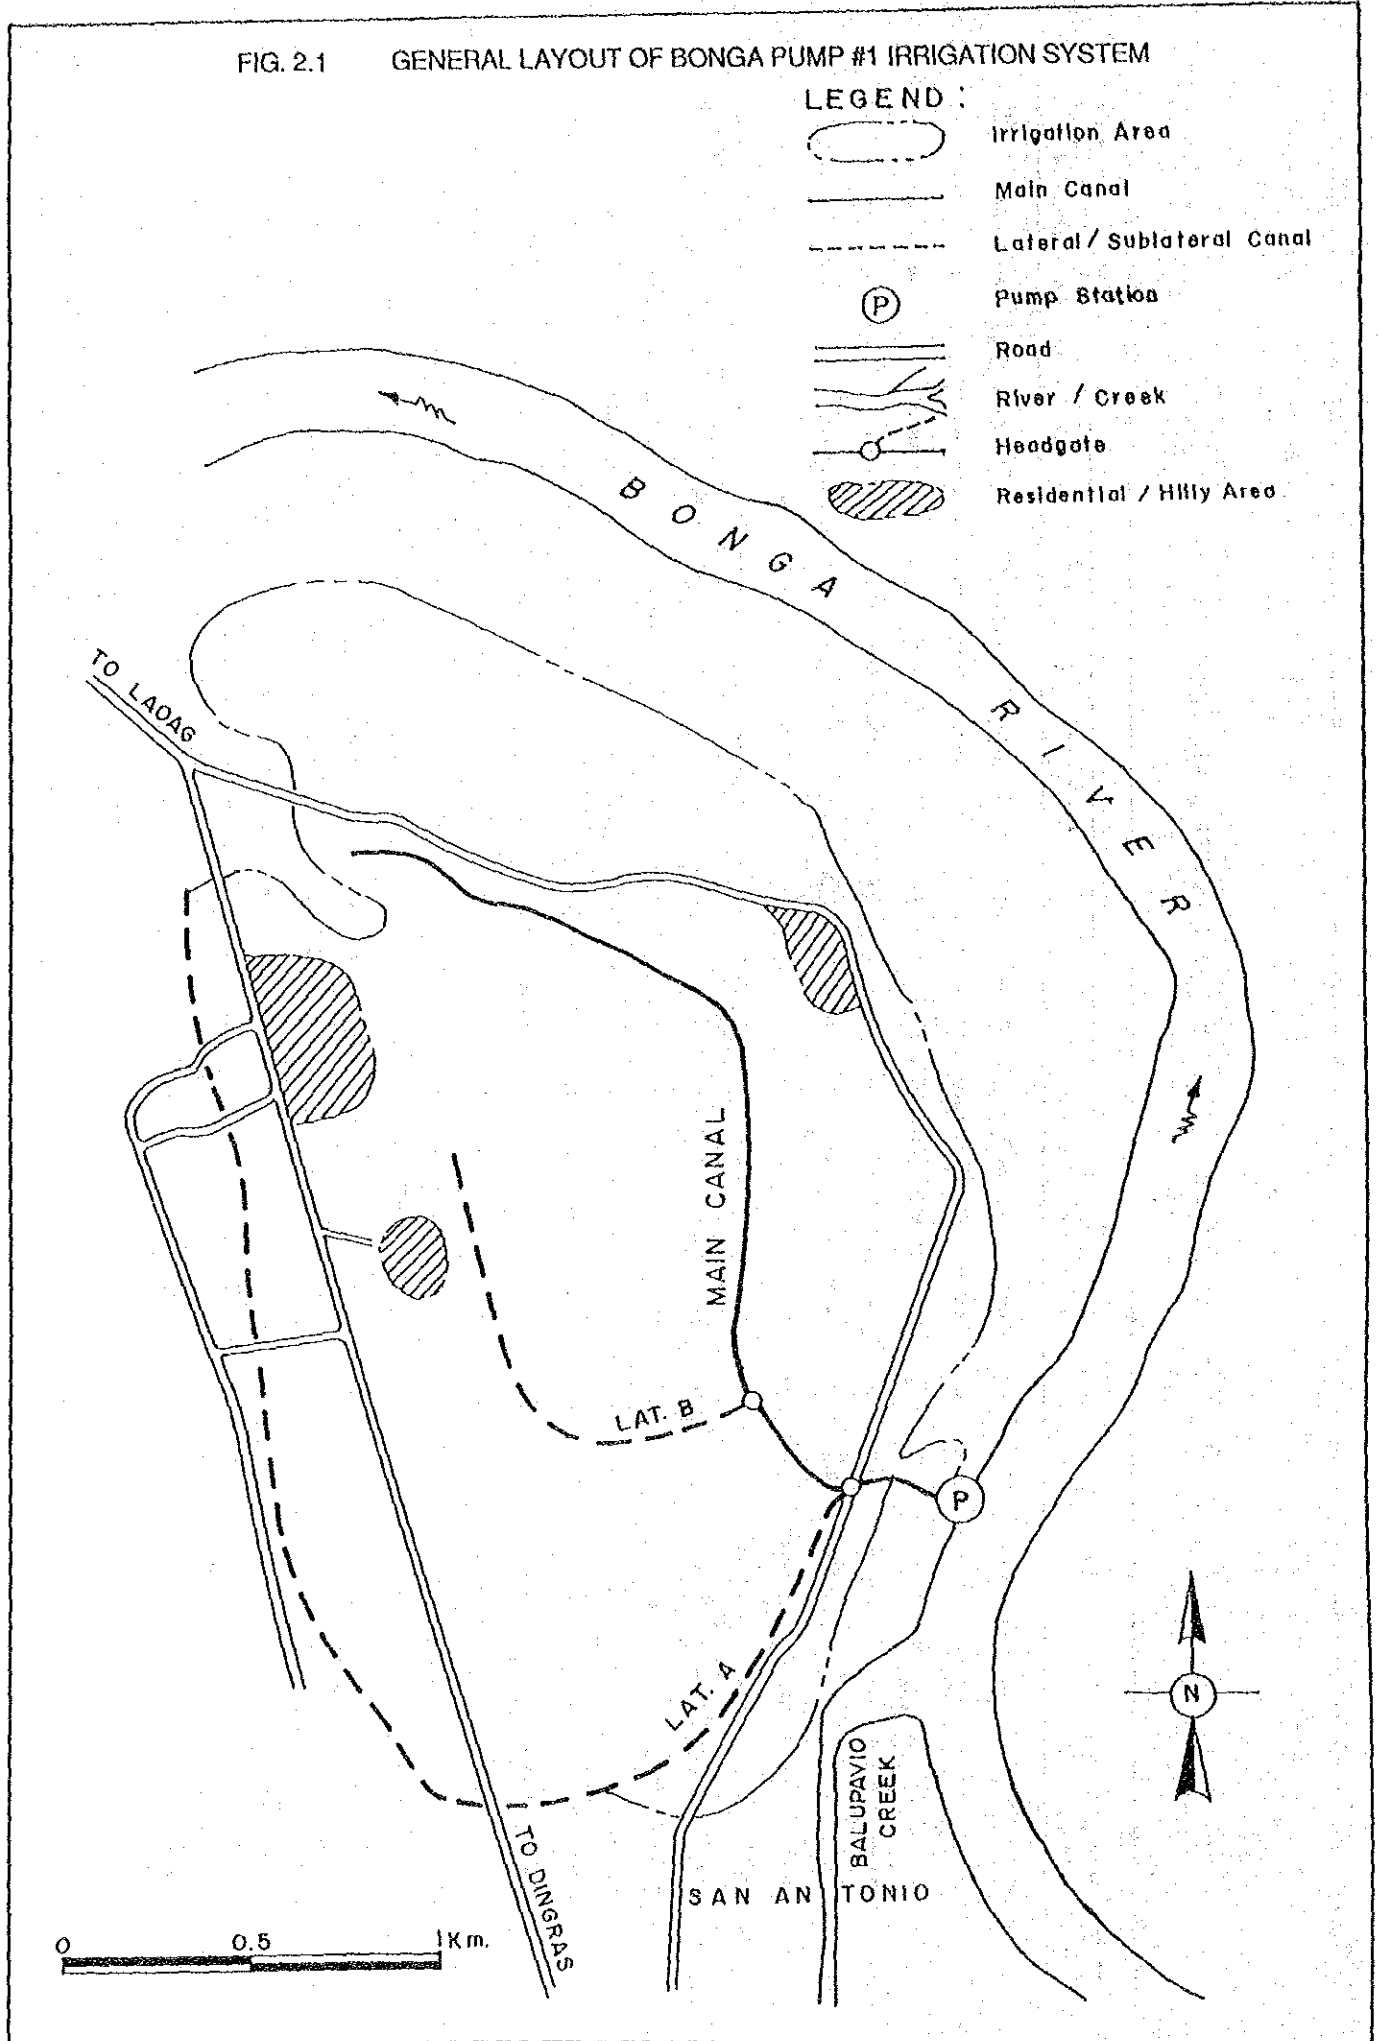 FIG. 2.1 GENERAL LAYOUT OF BONGA PUMP #1 IRRIGATION SYSTEM
LEGEND :
Irrigation Area
Main Canal
Lateral / Sublateral Canal
P Pump Station
Road
River / Creek
Headgate
Residential / Hilly Area
BONGA RIVER
TO LAOAG
MAIN CANAL
LAT. B
P
LAT. A
N
BALUPAVIO
CREEK
TO DINGRAS
SAN ANTONIO
0 0.5 1 Km.